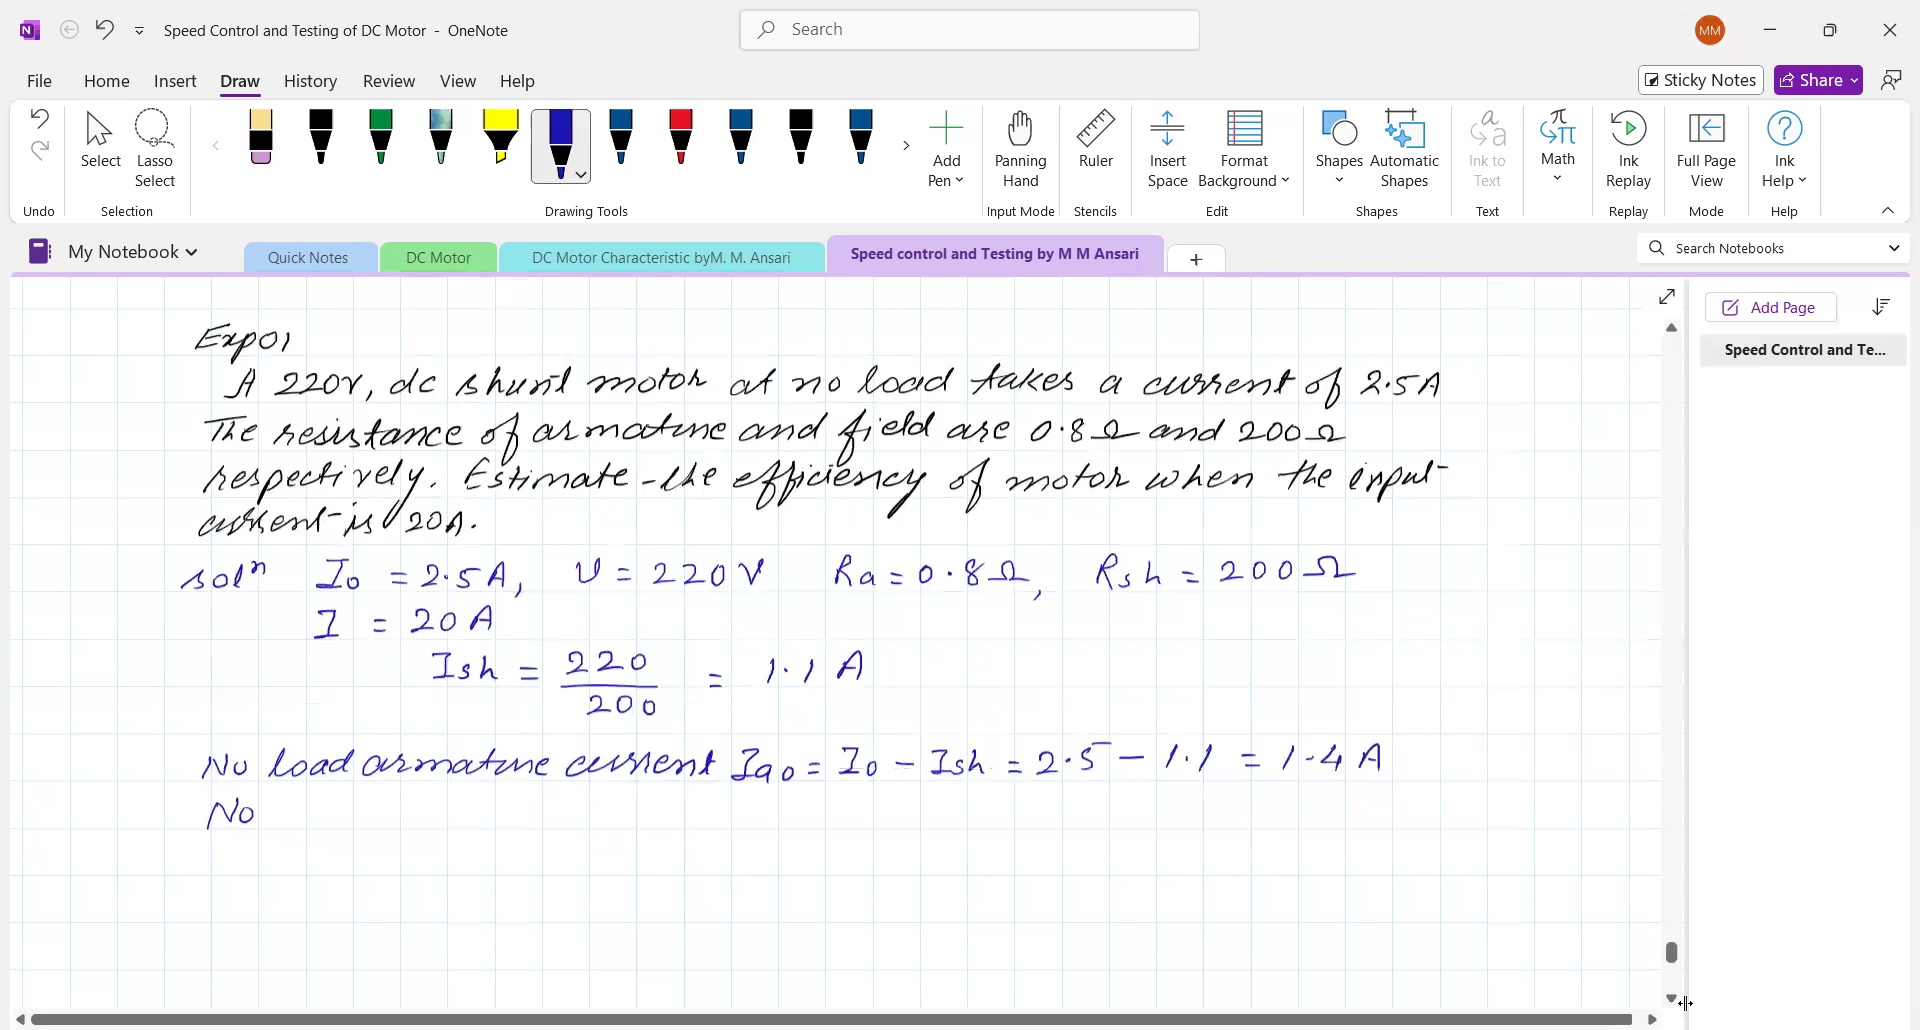 Speed Control and Testing of DC Motor - OneNote
Search
MM
File Home Insert Draw History Review View Help
Sticky Notes
Share
Undo
Select
Lasso Select
Selection
Drawing Tools
Add Pen
Panning Hand
Input Mode
Ruler
Stencils
Insert Space
Format Background
Edit
Shapes
Automatic Shapes
Shapes
Ink to Text
Text
Math
Ink Replay
Replay
Full Page View
Mode
Ink Help
Help
My Notebook
Quick Notes
DC Motor
DC Motor Characteristic byM. M. Ansari
Speed control and Testing by M M Ansari
+
Search Notebooks
Add Page
Speed Control and Te...
Exp01
A 220V, dc shunt motor at no load takes a current of 2.5A
The resistance of armature and field are 0.8Ω and 200Ω
respectively. Estimate the efficiency of motor when the input
current is 20A.
solⁿ I₀ = 2.5A, V = 220V Ra = 0.8Ω, Rsh = 200Ω
I = 20A
Ish = 220/200 = 1.1 A
No load armature current Iao = I₀ - Ish = 2.5 - 1.1 = 1.4 A
No